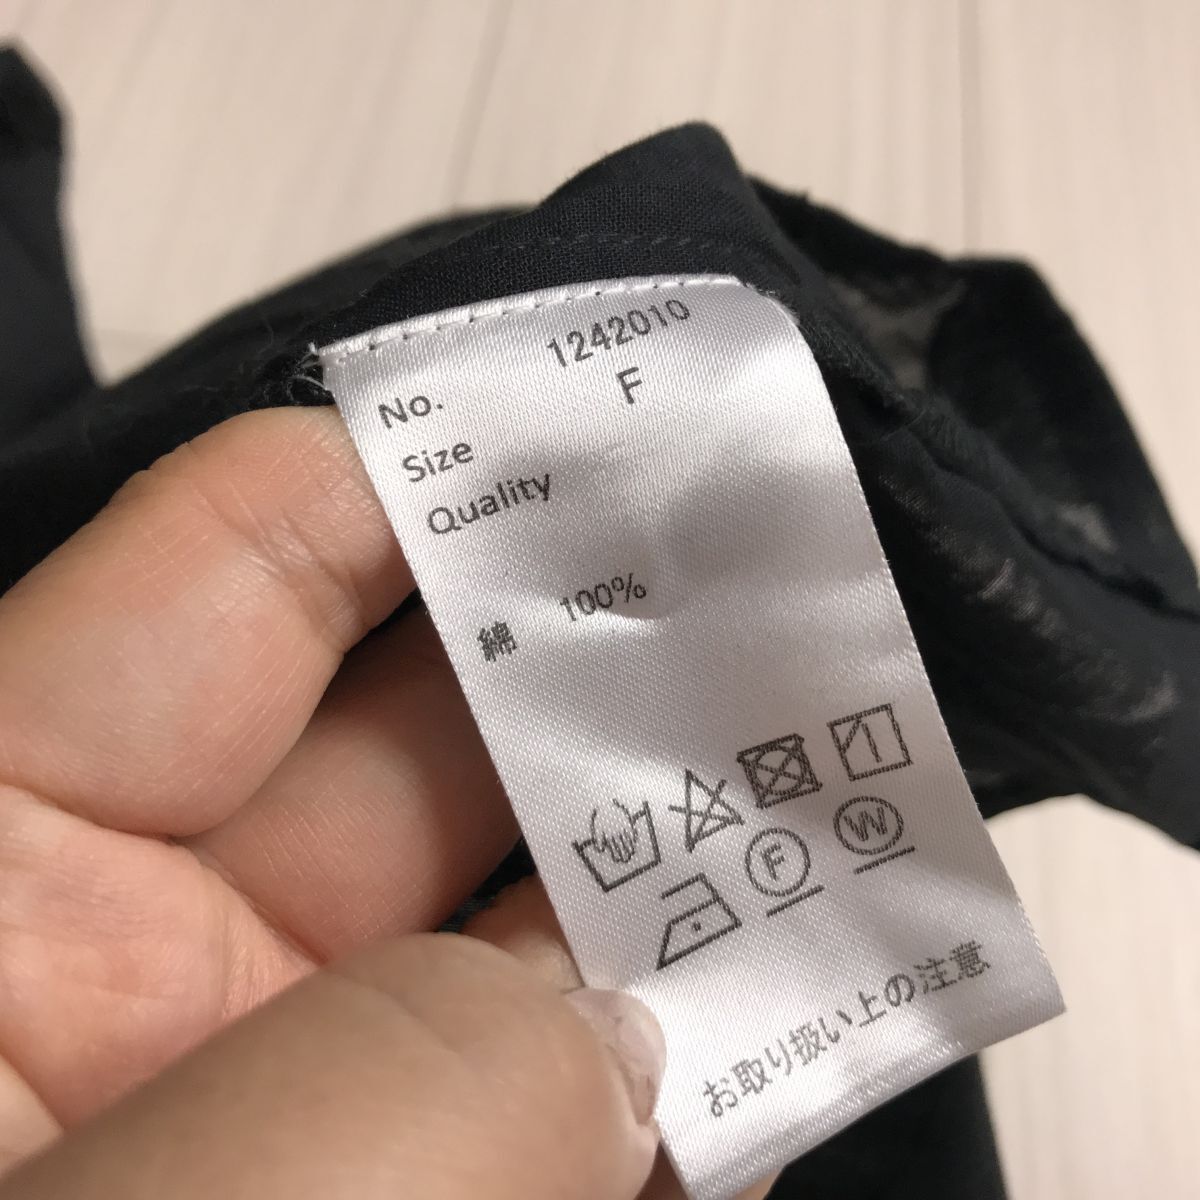 No. 1242010
Size F
Quality
綿 100%
F W
お取り扱い上の注意